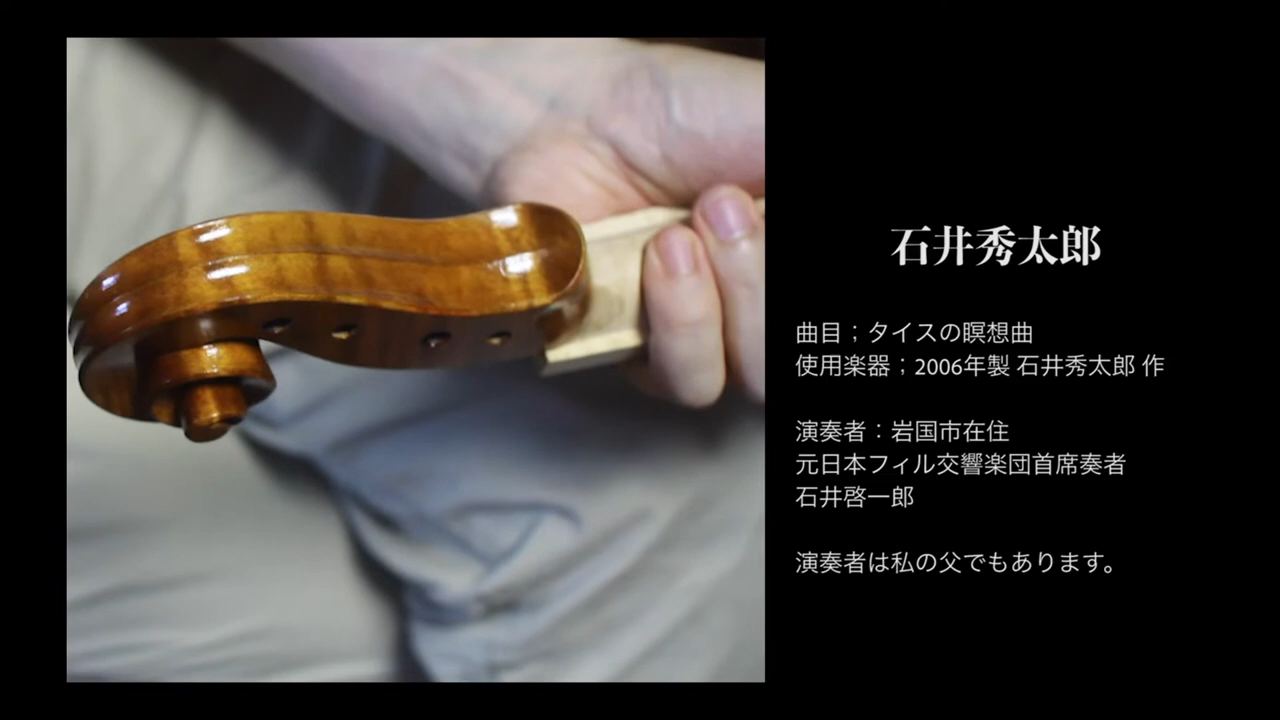 石井秀太郎
曲目；タイスの瞑想曲
使用楽器；2006年製 石井秀太郎 作
演奏者：岩国市在住
元日本フィル交響楽団首席奏者
石井啓一郎
演奏者は私の父でもあります。